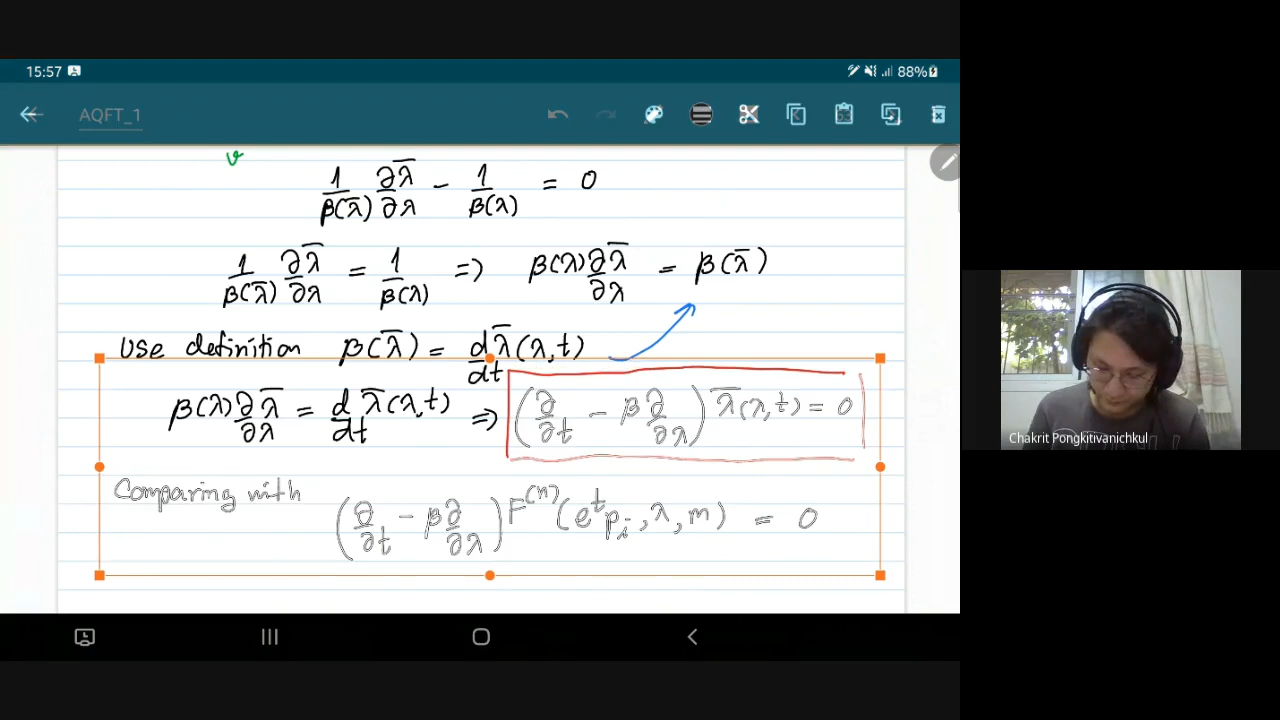 15:57 88%
AQFT_1
v
1/β(λ̄) ∂λ̄/∂λ − 1/β(λ) = 0
1/β(λ̄) ∂λ̄/∂λ = 1/β(λ) ⇒ β(λ) ∂λ̄/∂λ = β(λ̄)
Use definition β(λ̄) = d/dt λ̄(λ,t)
β(λ) ∂λ̄/∂λ = d/dt λ̄(λ,t) ⇒ (∂/∂t − β ∂/∂λ) λ̄(λ,t) = 0
Comparing with
(∂/∂t − β ∂/∂λ) F⁽ⁿ⁾(eᵗpᵢ, λ, m) = 0
Chakrit Pongkitivanichkul